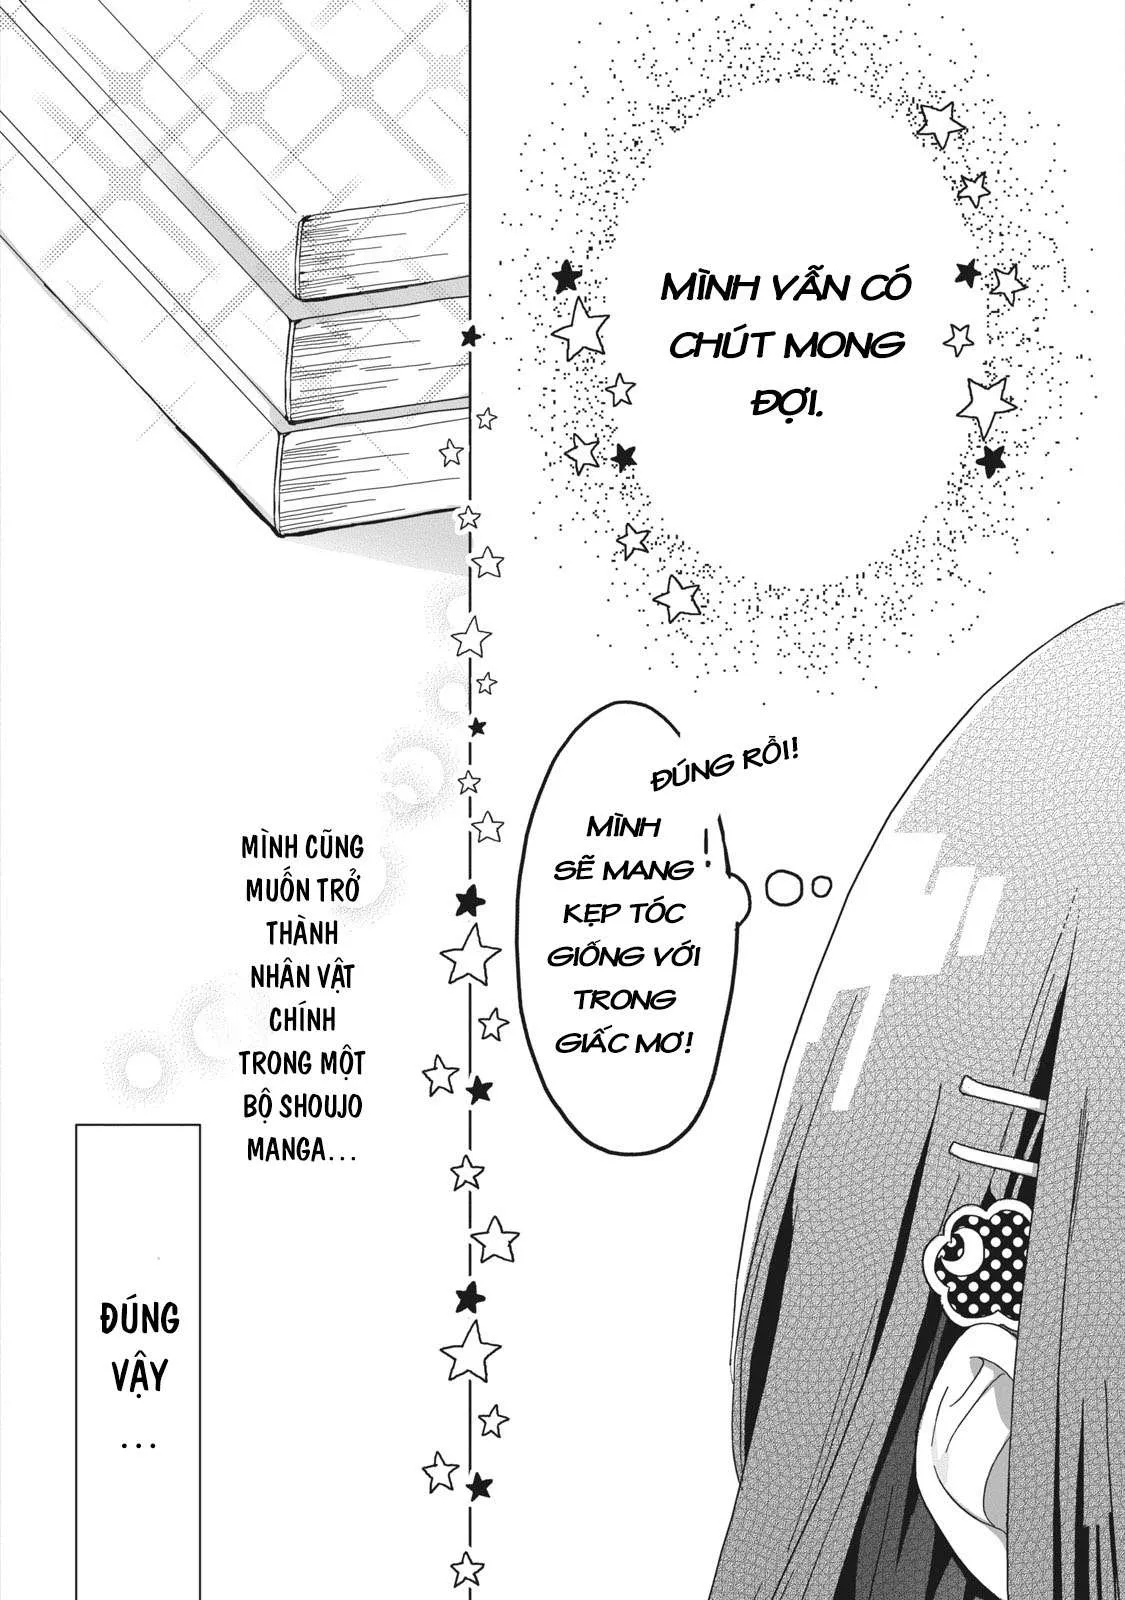 MÌNH VẪN CÓ
CHÚT MONG
ĐỢI.
ĐÚNG RỒI!
MÌNH
SẼ MANG
KẸP TÓC
GIỐNG VỚI
TRONG
GIẤC MƠ!
MÌNH CŨNG
MUỐN TRỞ
THÀNH
NHÂN VẬT
CHÍNH
TRONG MỘT
BỘ SHOUJO
MANGA...
ĐÚNG
VẬY
...